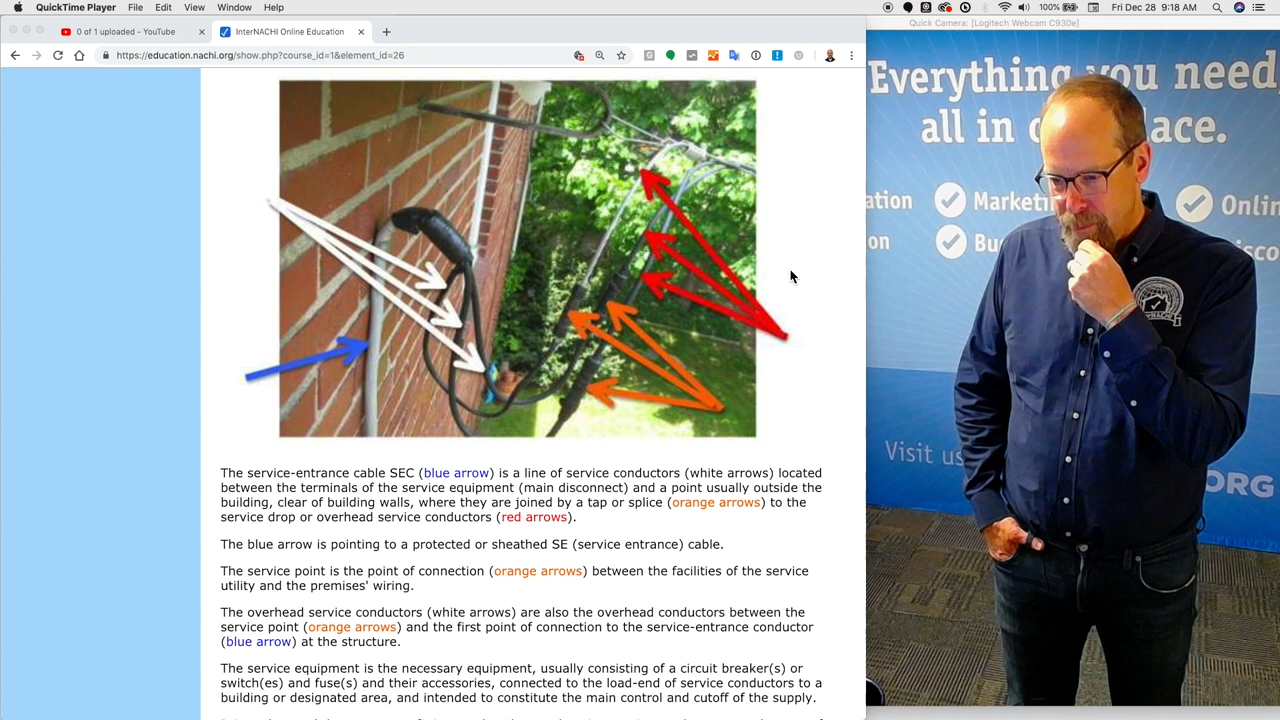 QuickTime Player File Edit View Window Help
100% Fri Dec 28 9:18 AM
Quick Camera: [Logitech Webcam C930e]
0 of 1 uploaded - YouTube
InterNACHI Online Education
https://education.nachi.org/show.php?course_id=1&element_id=26
The service-entrance cable SEC (blue arrow) is a line of service conductors (white arrows) located
between the terminals of the service equipment (main disconnect) and a point usually outside the
building, clear of building walls, where they are joined by a tap or splice (orange arrows) to the
service drop or overhead service conductors (red arrows).
The blue arrow is pointing to a protected or sheathed SE (service entrance) cable.
The service point is the point of connection (orange arrows) between the facilities of the service
utility and the premises' wiring.
The overhead service conductors (white arrows) are also the overhead conductors between the
service point (orange arrows) and the first point of connection to the service-entrance conductor
(blue arrow) at the structure.
The service equipment is the necessary equipment, usually consisting of a circuit breaker(s) or
switch(es) and fuse(s) and their accessories, connected to the load-end of service conductors to a
building or designated area, and intended to constitute the main control and cutoff of the supply.
Everything you need,
all in
Visit us
ORG